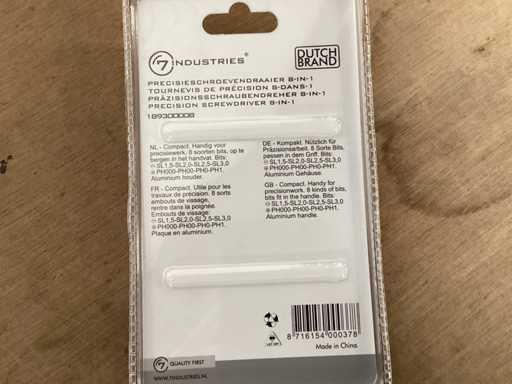 7INDUSTRIES®
DUTCH
BRAND
PRECISIESCHROEVENDRAAIER 8-IN-1
TOURNEVIS DE PRÉCISION 8-DANS-1
PRÄZISIONSSCHRAUBENDREHER 8-IN-1
PRECISION SCREWDRIVER 8-IN-1
189300008
NL - Compact. Handig voor
precisiewerk. 8 soorten bits, op te
bergen in het handvat. Bits:
SL1,5-SL2,0-SL2,5-SL3,0
PH000-PH00-PH0-PH1.
Aluminium houder.
FR - Compact. Utile pour les
travaux de précision. 8 sorts
embouts de vissage,
rentre dans la poignée.
Embouts de vissage:
SL1,5-SL2,0-SL2,5-SL3,0
PH000-PH00-PH0-PH1.
Plaque en aluminium.
DE - Kompakt. Nützlich für
Präzisionsarbeit. 8 Sorte Bits,
passen in dem Griff. Bits:
SL1,5-SL2,0-SL2,5-SL3,0
PH000-PH00-PH0-PH1.
Aluminium Gehäuse.
GB - Compact. Handy for
precisionwork. 8 kinds of bits,
bits fit in the handle. Bits:
SL1,5-SL2,0-SL2,5-SL3,0
PH000-PH00-PH0-PH1.
Aluminium handle.
8 716154 000378
Made in China.
7 QUALITY FIRST
WWW.7INDUSTRIES.NL